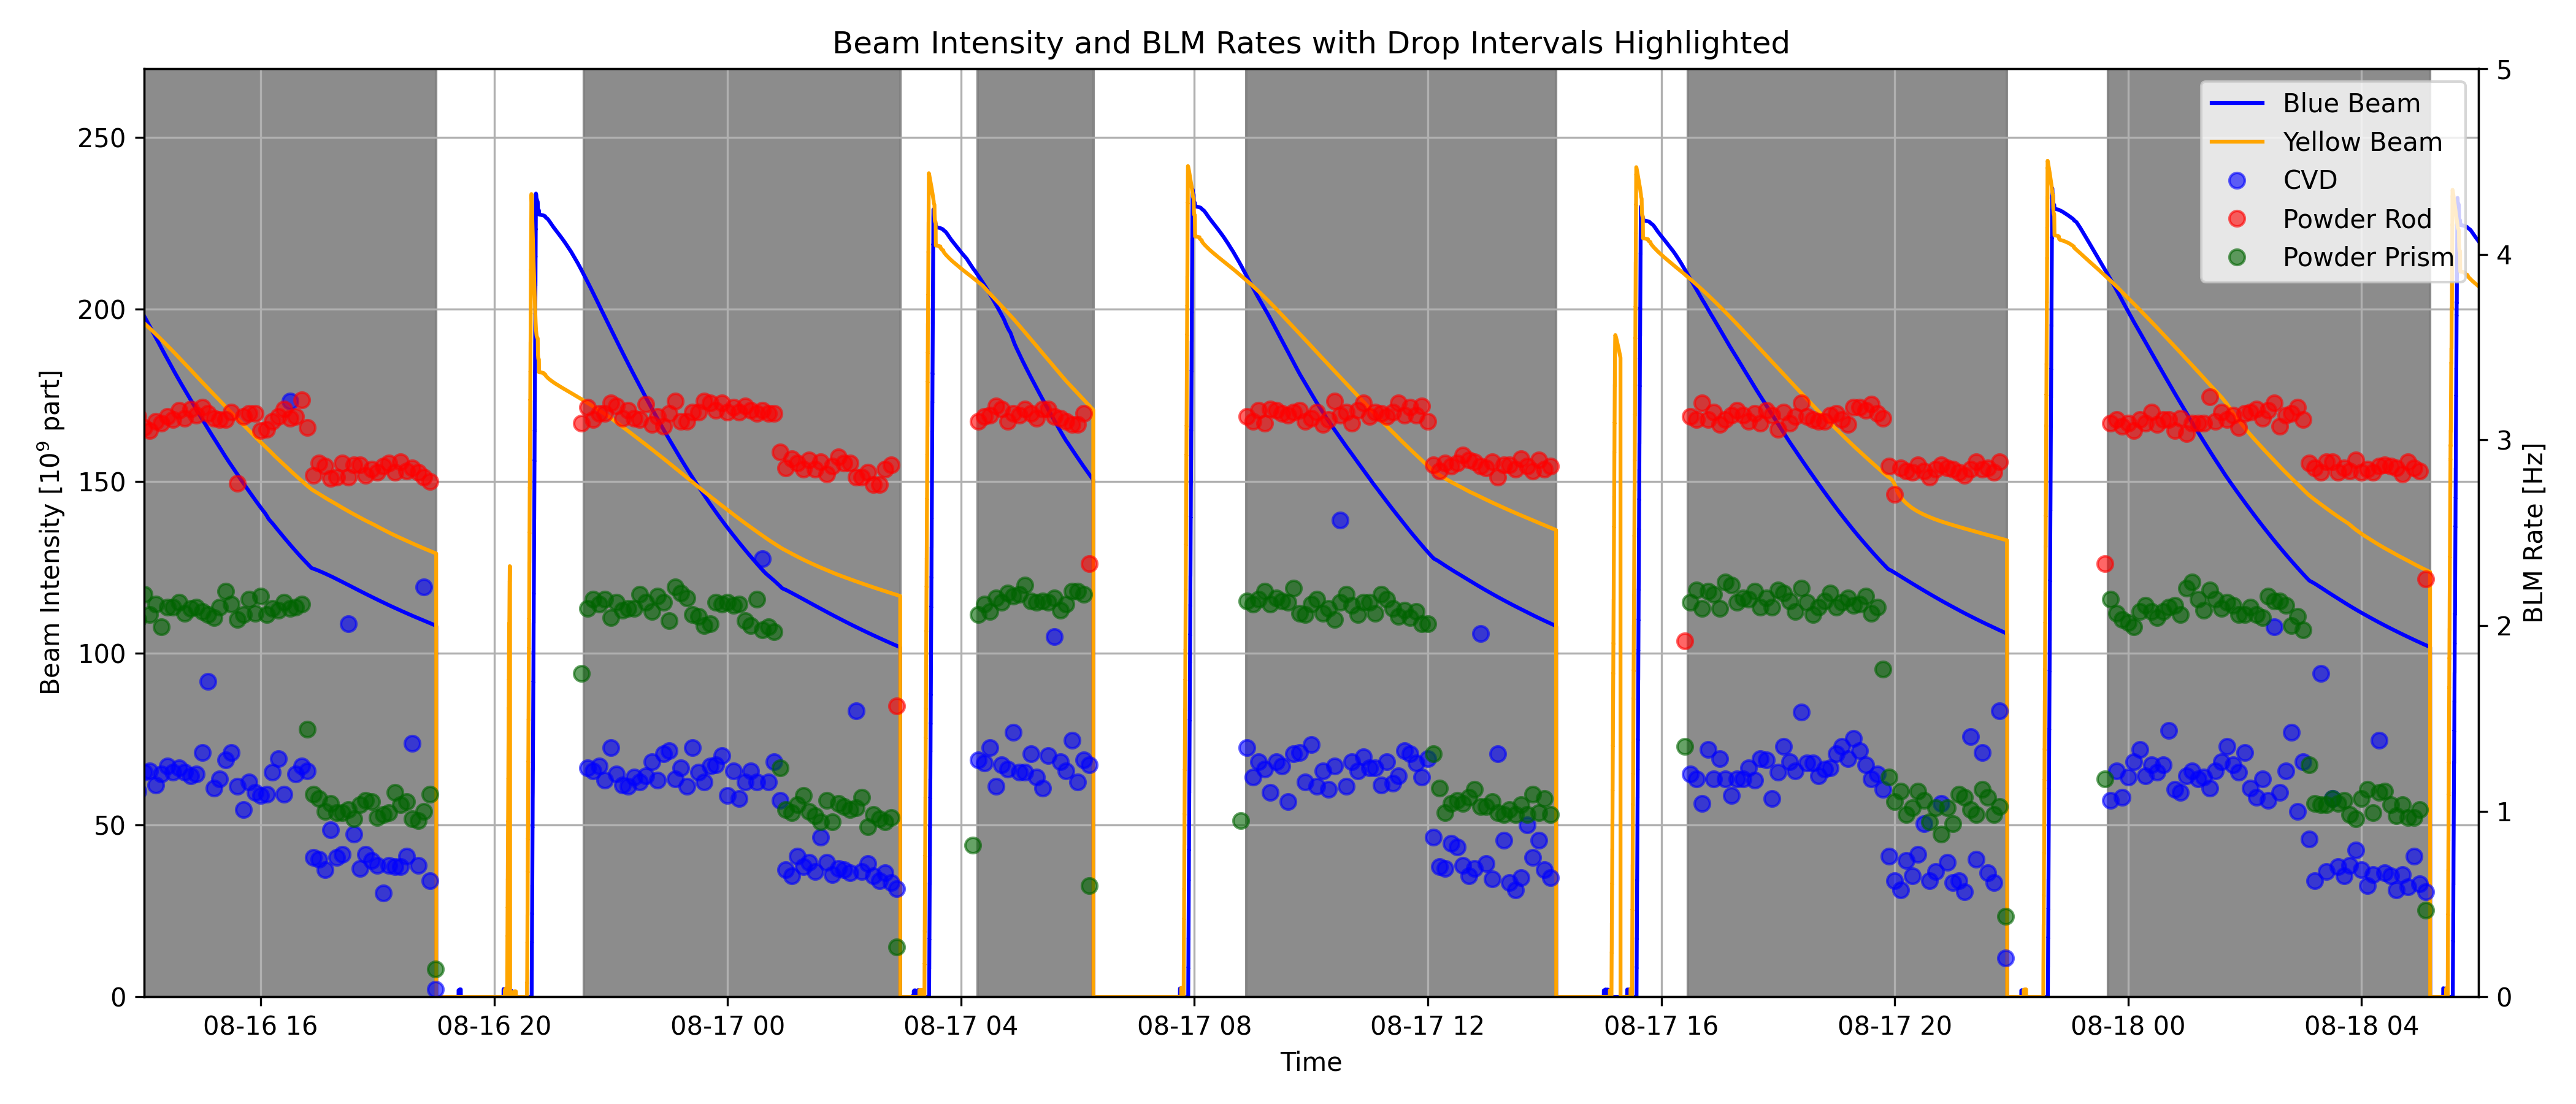 Beam Intensity and BLM Rates with Drop Intervals Highlighted
Beam Intensity [10⁹ part]
250
200
150
100
50
0
5
4
3
2
1
0
BLM Rate [Hz]
Blue Beam
Yellow Beam
CVD
Powder Rod
Powder Prism
08-16 16
08-16 20
08-17 00
08-17 04
08-17 08
08-17 12
08-17 16
08-17 20
08-18 00
08-18 04
Time